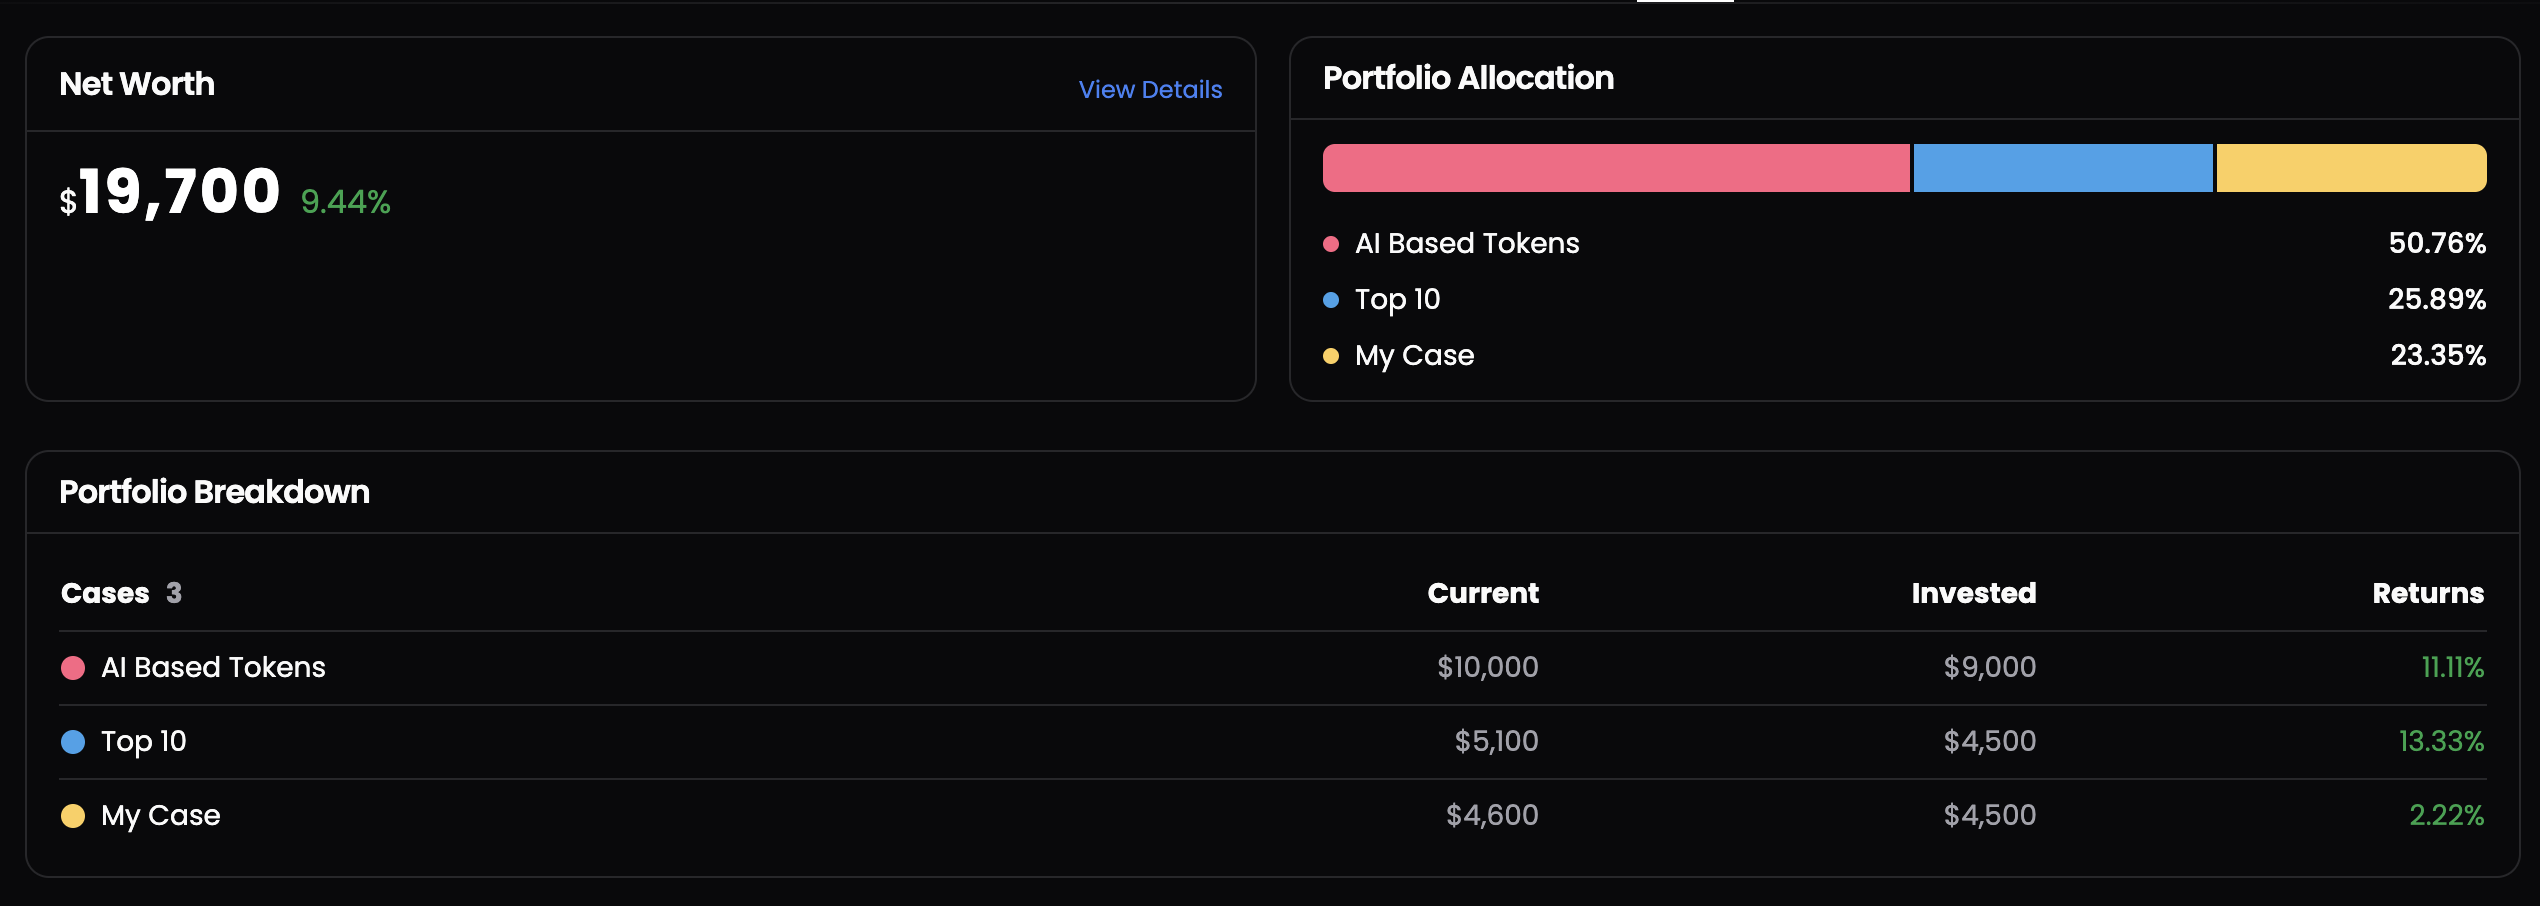 Net Worth
View Details
$19,700 9.44%
Portfolio Allocation
AI Based Tokens 50.76%
Top 10 25.89%
My Case 23.35%
Portfolio Breakdown
Cases 3 Current Invested Returns
AI Based Tokens $10,000 $9,000 11.11%
Top 10 $5,100 $4,500 13.33%
My Case $4,600 $4,500 2.22%